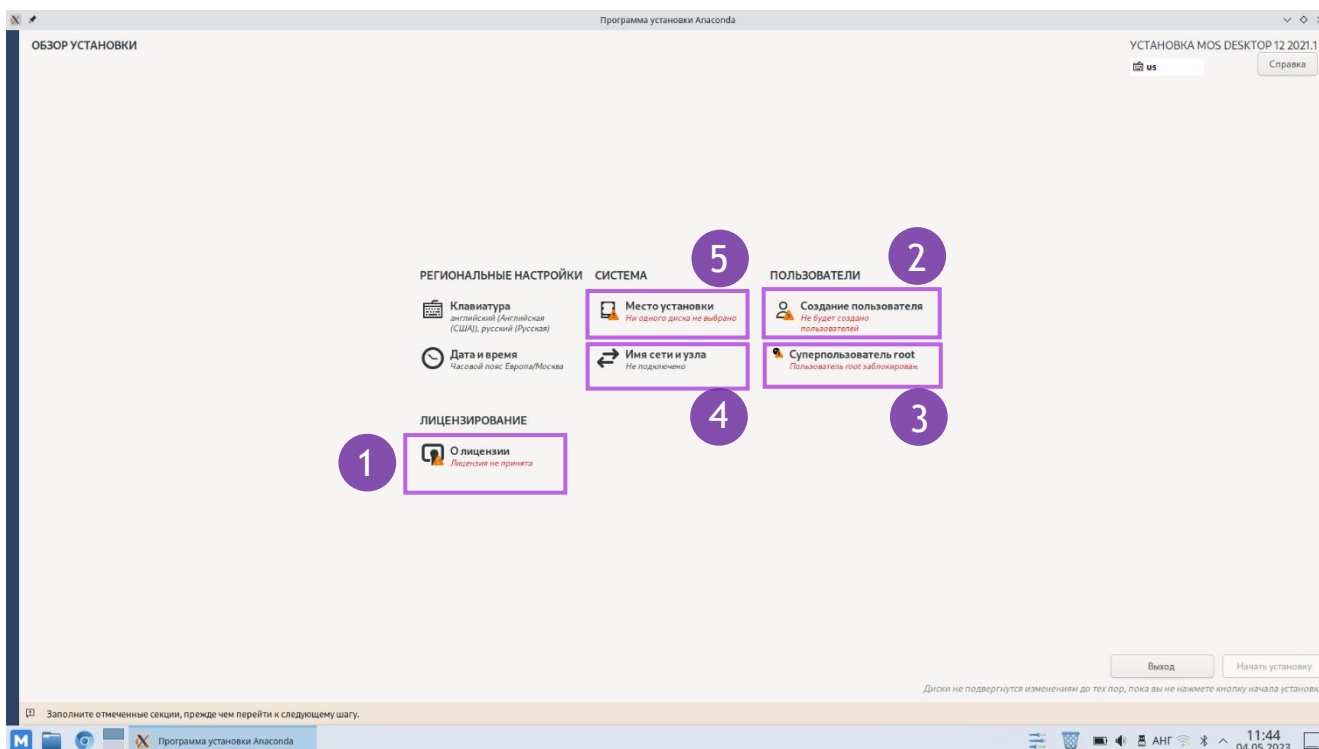 Программа установки Anaconda
ОБЗОР УСТАНОВКИ
УСТАНОВКА MOS DESKTOP 12 2021.1
us
Справка
5
2
РЕГИОНАЛЬНЫЕ НАСТРОЙКИ
СИСТЕМА
ПОЛЬЗОВАТЕЛИ
Клавиатура
английский (Английская
(США)), русский (Русская)
Место установки
Ни одного диска не выбрано
Создание пользователя
Не будет создано
пользователей
Дата и время
Часовой пояс Европа/Москва
Имя сети и узла
Не подключено
Суперпользователь root
Пользователь root заблокирован.
4
3
ЛИЦЕНЗИРОВАНИЕ
1
О лицензии
Лицензия не принята
Выход
Начать установку
Диски не подвергнутся изменениям до тех пор, пока вы не нажмете кнопку начала установк
Заполните отмеченные секции, прежде чем перейти к следующему шагу.
M
Программа установки Anaconda
АНГ
11:44
04.05.2023